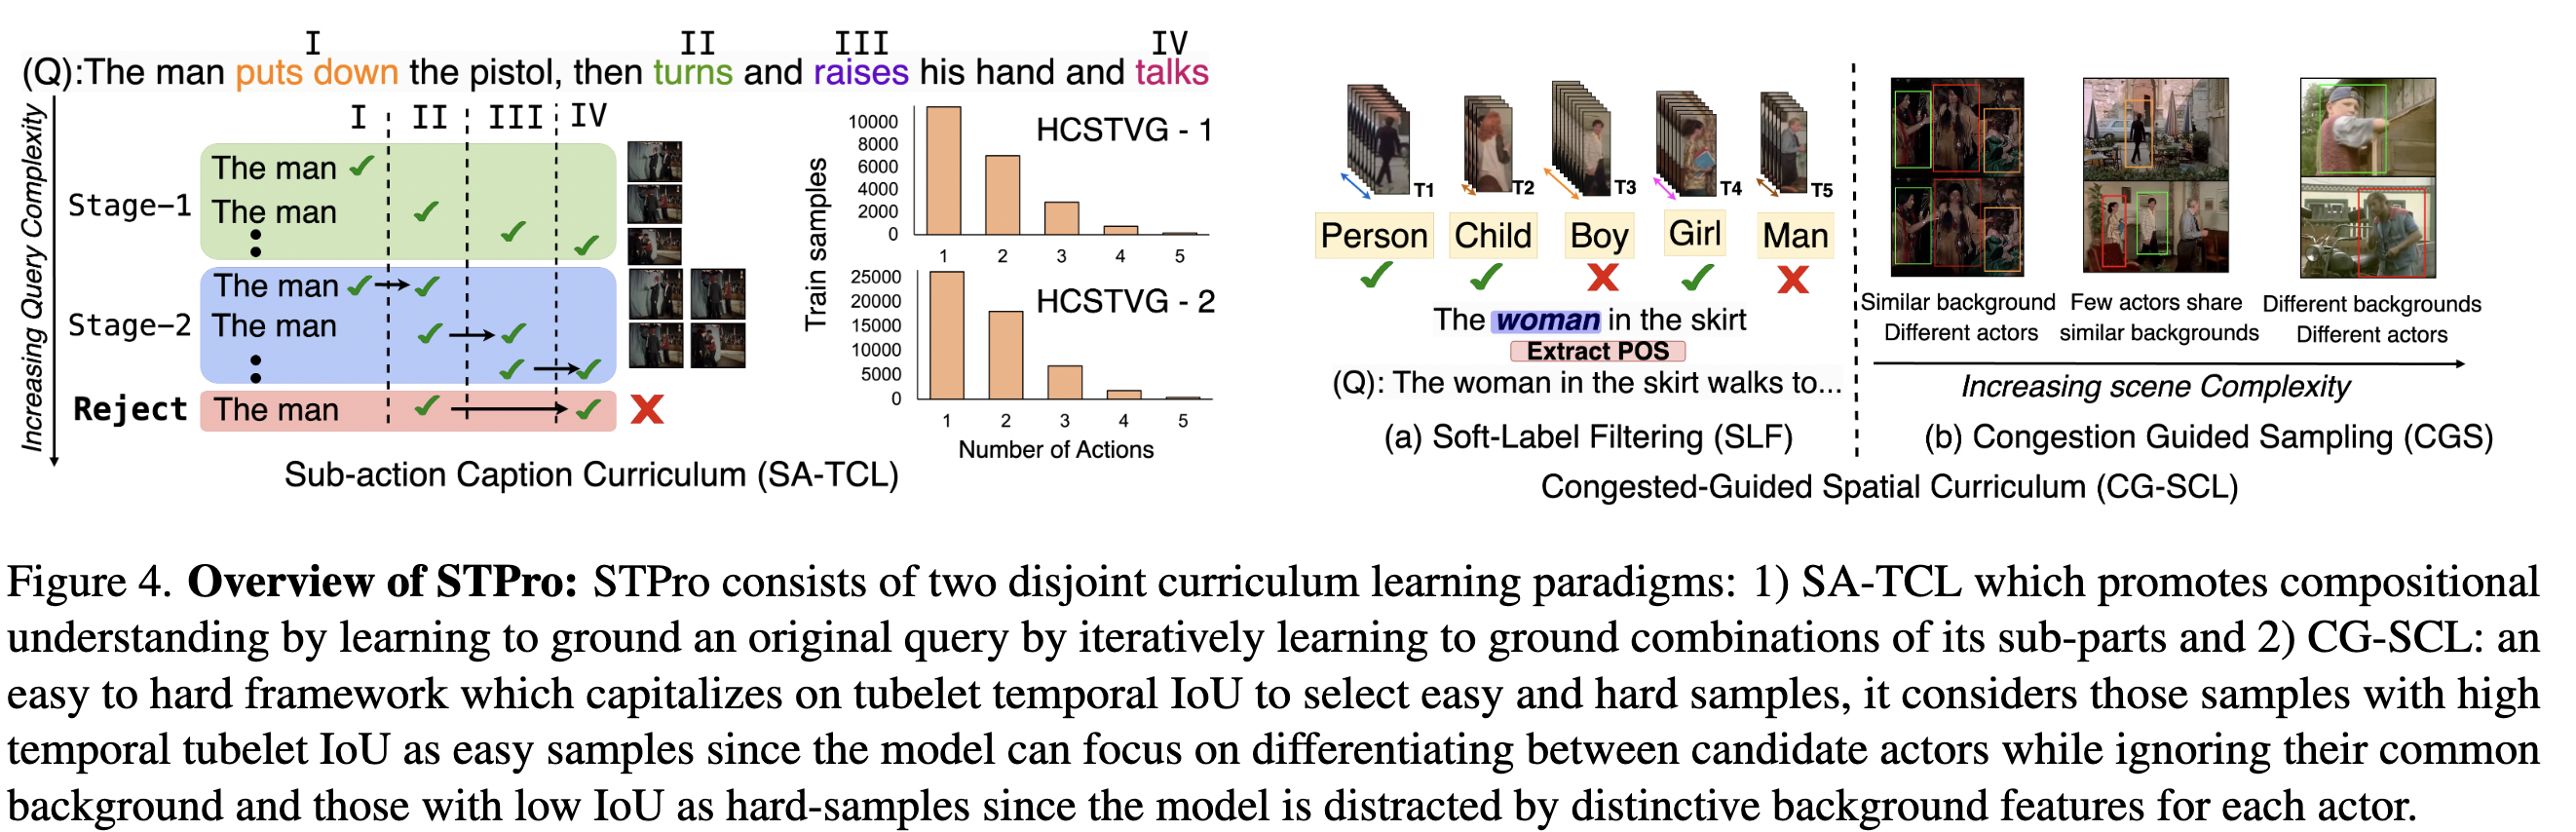 I II III IV
(Q):The man puts down the pistol, then turns and raises his hand and talks
Increasing Query Complexity
I II III IV
Stage-1
The man ✓
The man ✓
✓ ✓
Stage-2
The man ✓ → ✓
The man ✓ → ✓
✓ → ✓
Reject
The man ✓ → ✓ X
Sub-action Caption Curriculum (SA-TCL)
Train samples
HCSTVG - 1
10000
8000
6000
4000
2000
0
1 2 3 4 5
HCSTVG - 2
25000
20000
15000
10000
5000
0
1 2 3 4 5
Number of Actions
T1 T2 T3 T4 T5
Person Child Boy Girl Man
✓ ✓ X ✓ X
The woman in the skirt
Extract POS
(Q): The woman in the skirt walks to...
(a) Soft-Label Filtering (SLF)
Similar background
Different actors
Few actors share
similar backgrounds
Different backgrounds
Different actors
Increasing scene Complexity
(b) Congestion Guided Sampling (CGS)
Congested-Guided Spatial Curriculum (CG-SCL)
Figure 4. Overview of STPro: STPro consists of two disjoint curriculum learning paradigms: 1) SA-TCL which promotes compositional
understanding by learning to ground an original query by iteratively learning to ground combinations of its sub-parts and 2) CG-SCL: an
easy to hard framework which capitalizes on tubelet temporal IoU to select easy and hard samples, it considers those samples with high
temporal tubelet IoU as easy samples since the model can focus on differentiating between candidate actors while ignoring their common
background and those with low IoU as hard-samples since the model is distracted by distinctive background features for each actor.